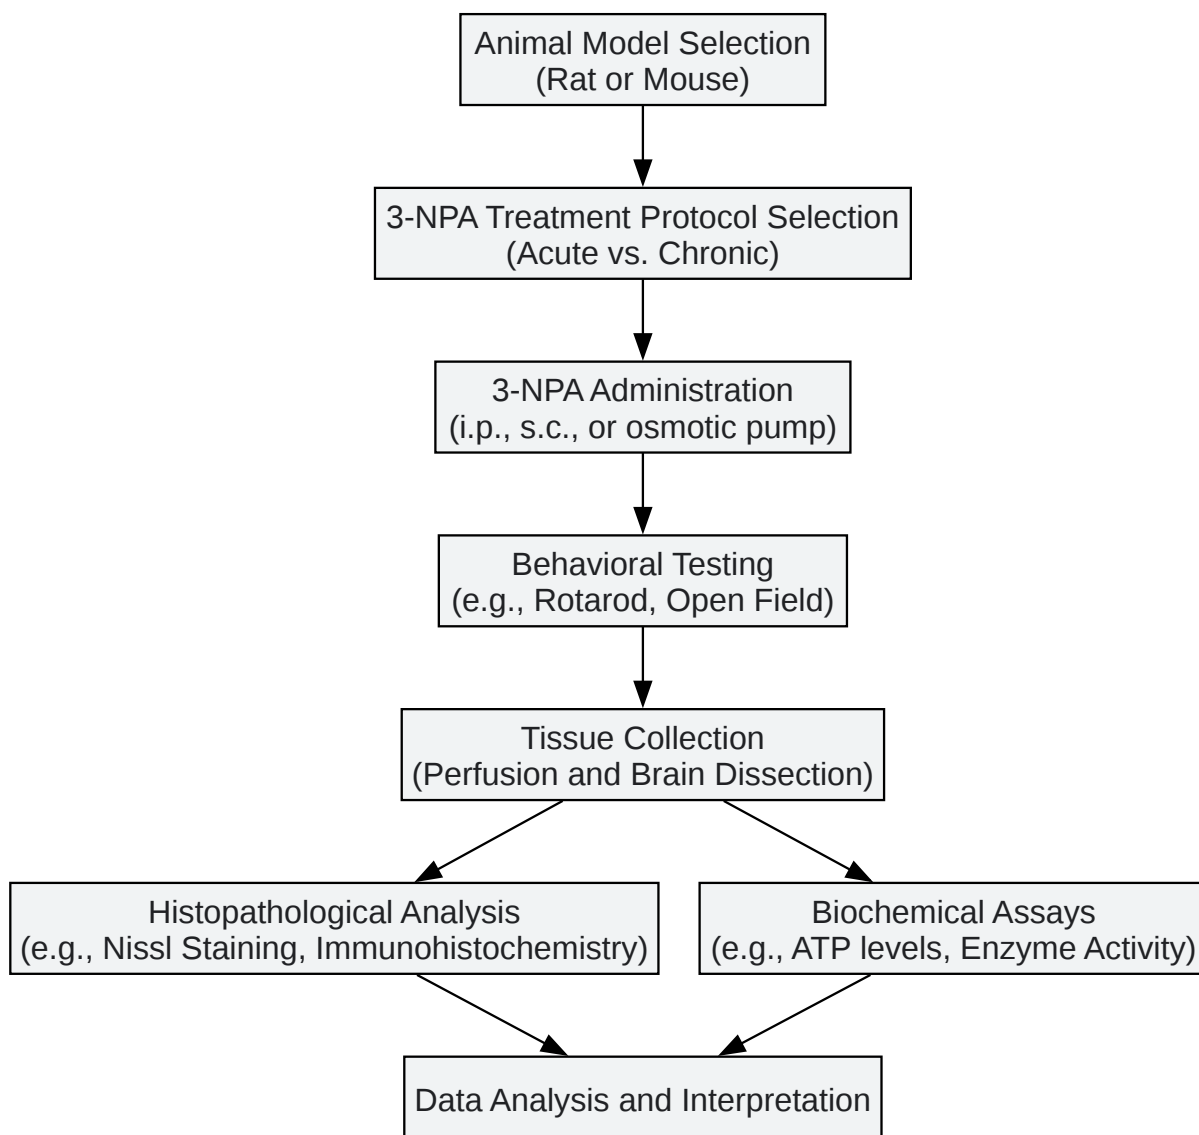 Animal Model Selection
(Rat or Mouse)
3-NPA Treatment Protocol Selection
(Acute vs. Chronic)
3-NPA Administration
(i.p., s.c., or osmotic pump)
Behavioral Testing
(e.g., Rotarod, Open Field)
Tissue Collection
(Perfusion and Brain Dissection)
Histopathological Analysis
(e.g., Nissl Staining, Immunohistochemistry)
Biochemical Assays
(e.g., ATP levels, Enzyme Activity)
Data Analysis and Interpretation